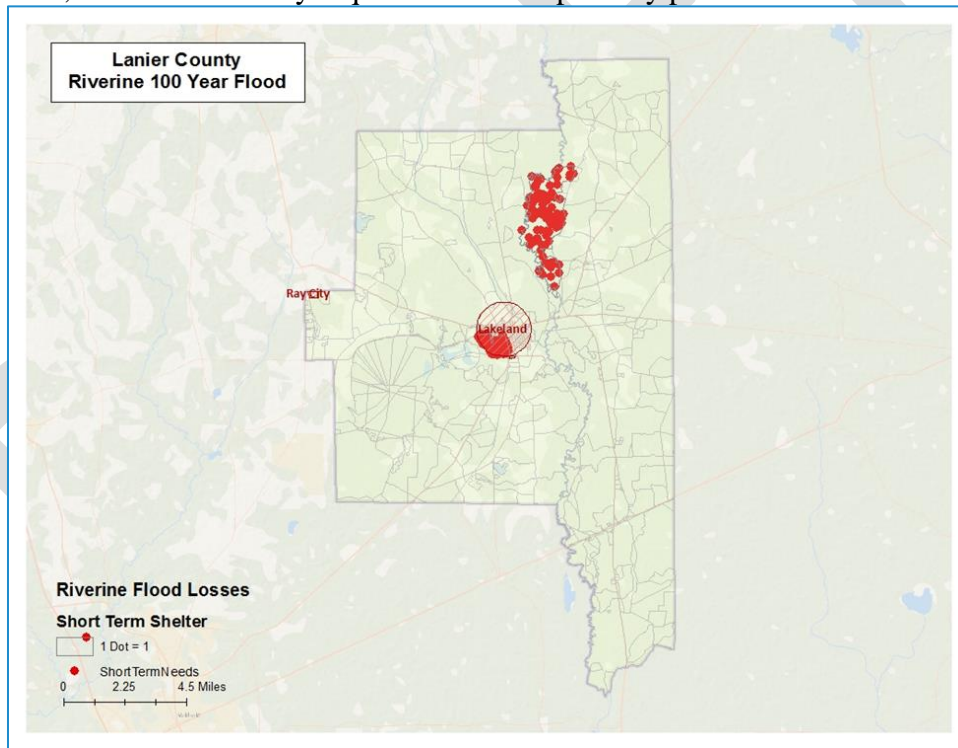 Lanier County
Riverine 100 Year Flood
Ray City
Lakeland
Riverine Flood Losses
Short Term Shelter
1 Dot = 1
ShortTermNeeds
0 2.25 4.5 Miles